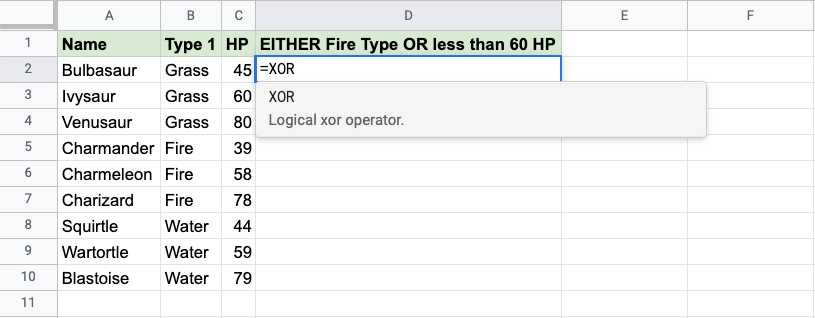 A B C D E F
1 Name Type 1 HP EITHER Fire Type OR less than 60 HP
2 Bulbasaur Grass 45 =XOR
3 Ivysaur Grass 60 XOR
4 Venusaur Grass 80 Logical xor operator.
5 Charmander Fire 39
6 Charmeleon Fire 58
7 Charizard Fire 78
8 Squirtle Water 44
9 Wartortle Water 59
10 Blastoise Water 79
11